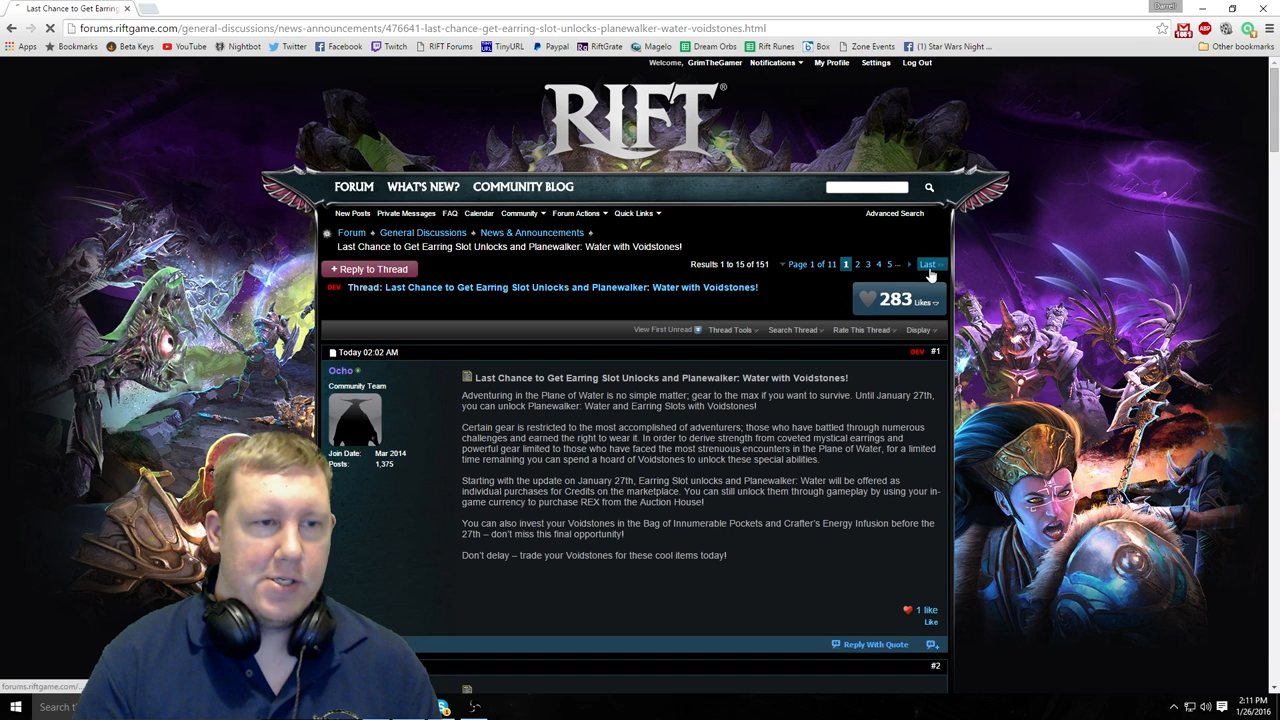 Last Chance to Get Earring
Darrell
forums.riftgame.com/general-discussions/news-announcements/476641-last-chance-get-earring-slot-unlocks-planewalker-water-voidstones.html
Apps Bookmarks Beta Keys YouTube Nightbot Twitter Facebook Twitch RIFT Forums TinyURL Paypal RiftGrate Magelo Dream Orbs Rift Runes Box Zone Events (1) Star Wars Night ... Other bookmarks
Welcome, GrimTheGamer Notifications My Profile Settings Log Out
RIFT®
FORUM WHAT'S NEW? COMMUNITY BLOG
New Posts Private Messages FAQ Calendar Community Forum Actions Quick Links Advanced Search
Forum General Discussions News & Announcements
Last Chance to Get Earring Slot Unlocks and Planewalker: Water with Voidstones!
+ Reply to Thread Results 1 to 15 of 151 Page 1 of 11 1 2 3 4 5 ... Last
DEV Thread: Last Chance to Get Earring Slot Unlocks and Planewalker: Water with Voidstones!
283 Likes
View First Unread Thread Tools Search Thread Rate This Thread Display
Today 02:02 AM DEV #1
Ocho
Community Team
Join Date: Mar 2014
Posts: 1,375
Last Chance to Get Earring Slot Unlocks and Planewalker: Water with Voidstones!
Adventuring in the Plane of Water is no simple matter; gear to the max if you want to survive. Until January 27th,
you can unlock Planewalker: Water and Earring Slots with Voidstones!
Certain gear is restricted to the most accomplished of adventurers; those who have battled through numerous
challenges and earned the right to wear it. In order to derive strength from coveted mystical earrings and
powerful gear limited to those who have faced the most strenuous encounters in the Plane of Water, for a limited
time remaining you can spend a hoard of Voidstones to unlock these special abilities.
Starting with the update on January 27th, Earring Slot unlocks and Planewalker: Water will be offered as
individual purchases for Credits on the marketplace. You can still unlock them through gameplay by using your in-
game currency to purchase REX from the Auction House!
You can also invest your Voidstones in the Bag of Innumerable Pockets and Crafter's Energy Infusion before the
27th – don't miss this final opportunity!
Don't delay – trade your Voidstones for these cool items today!
1 like
Like
Reply With Quote
#2
forums.riftgame.com/...
Search th
2:11 PM
1/26/2016